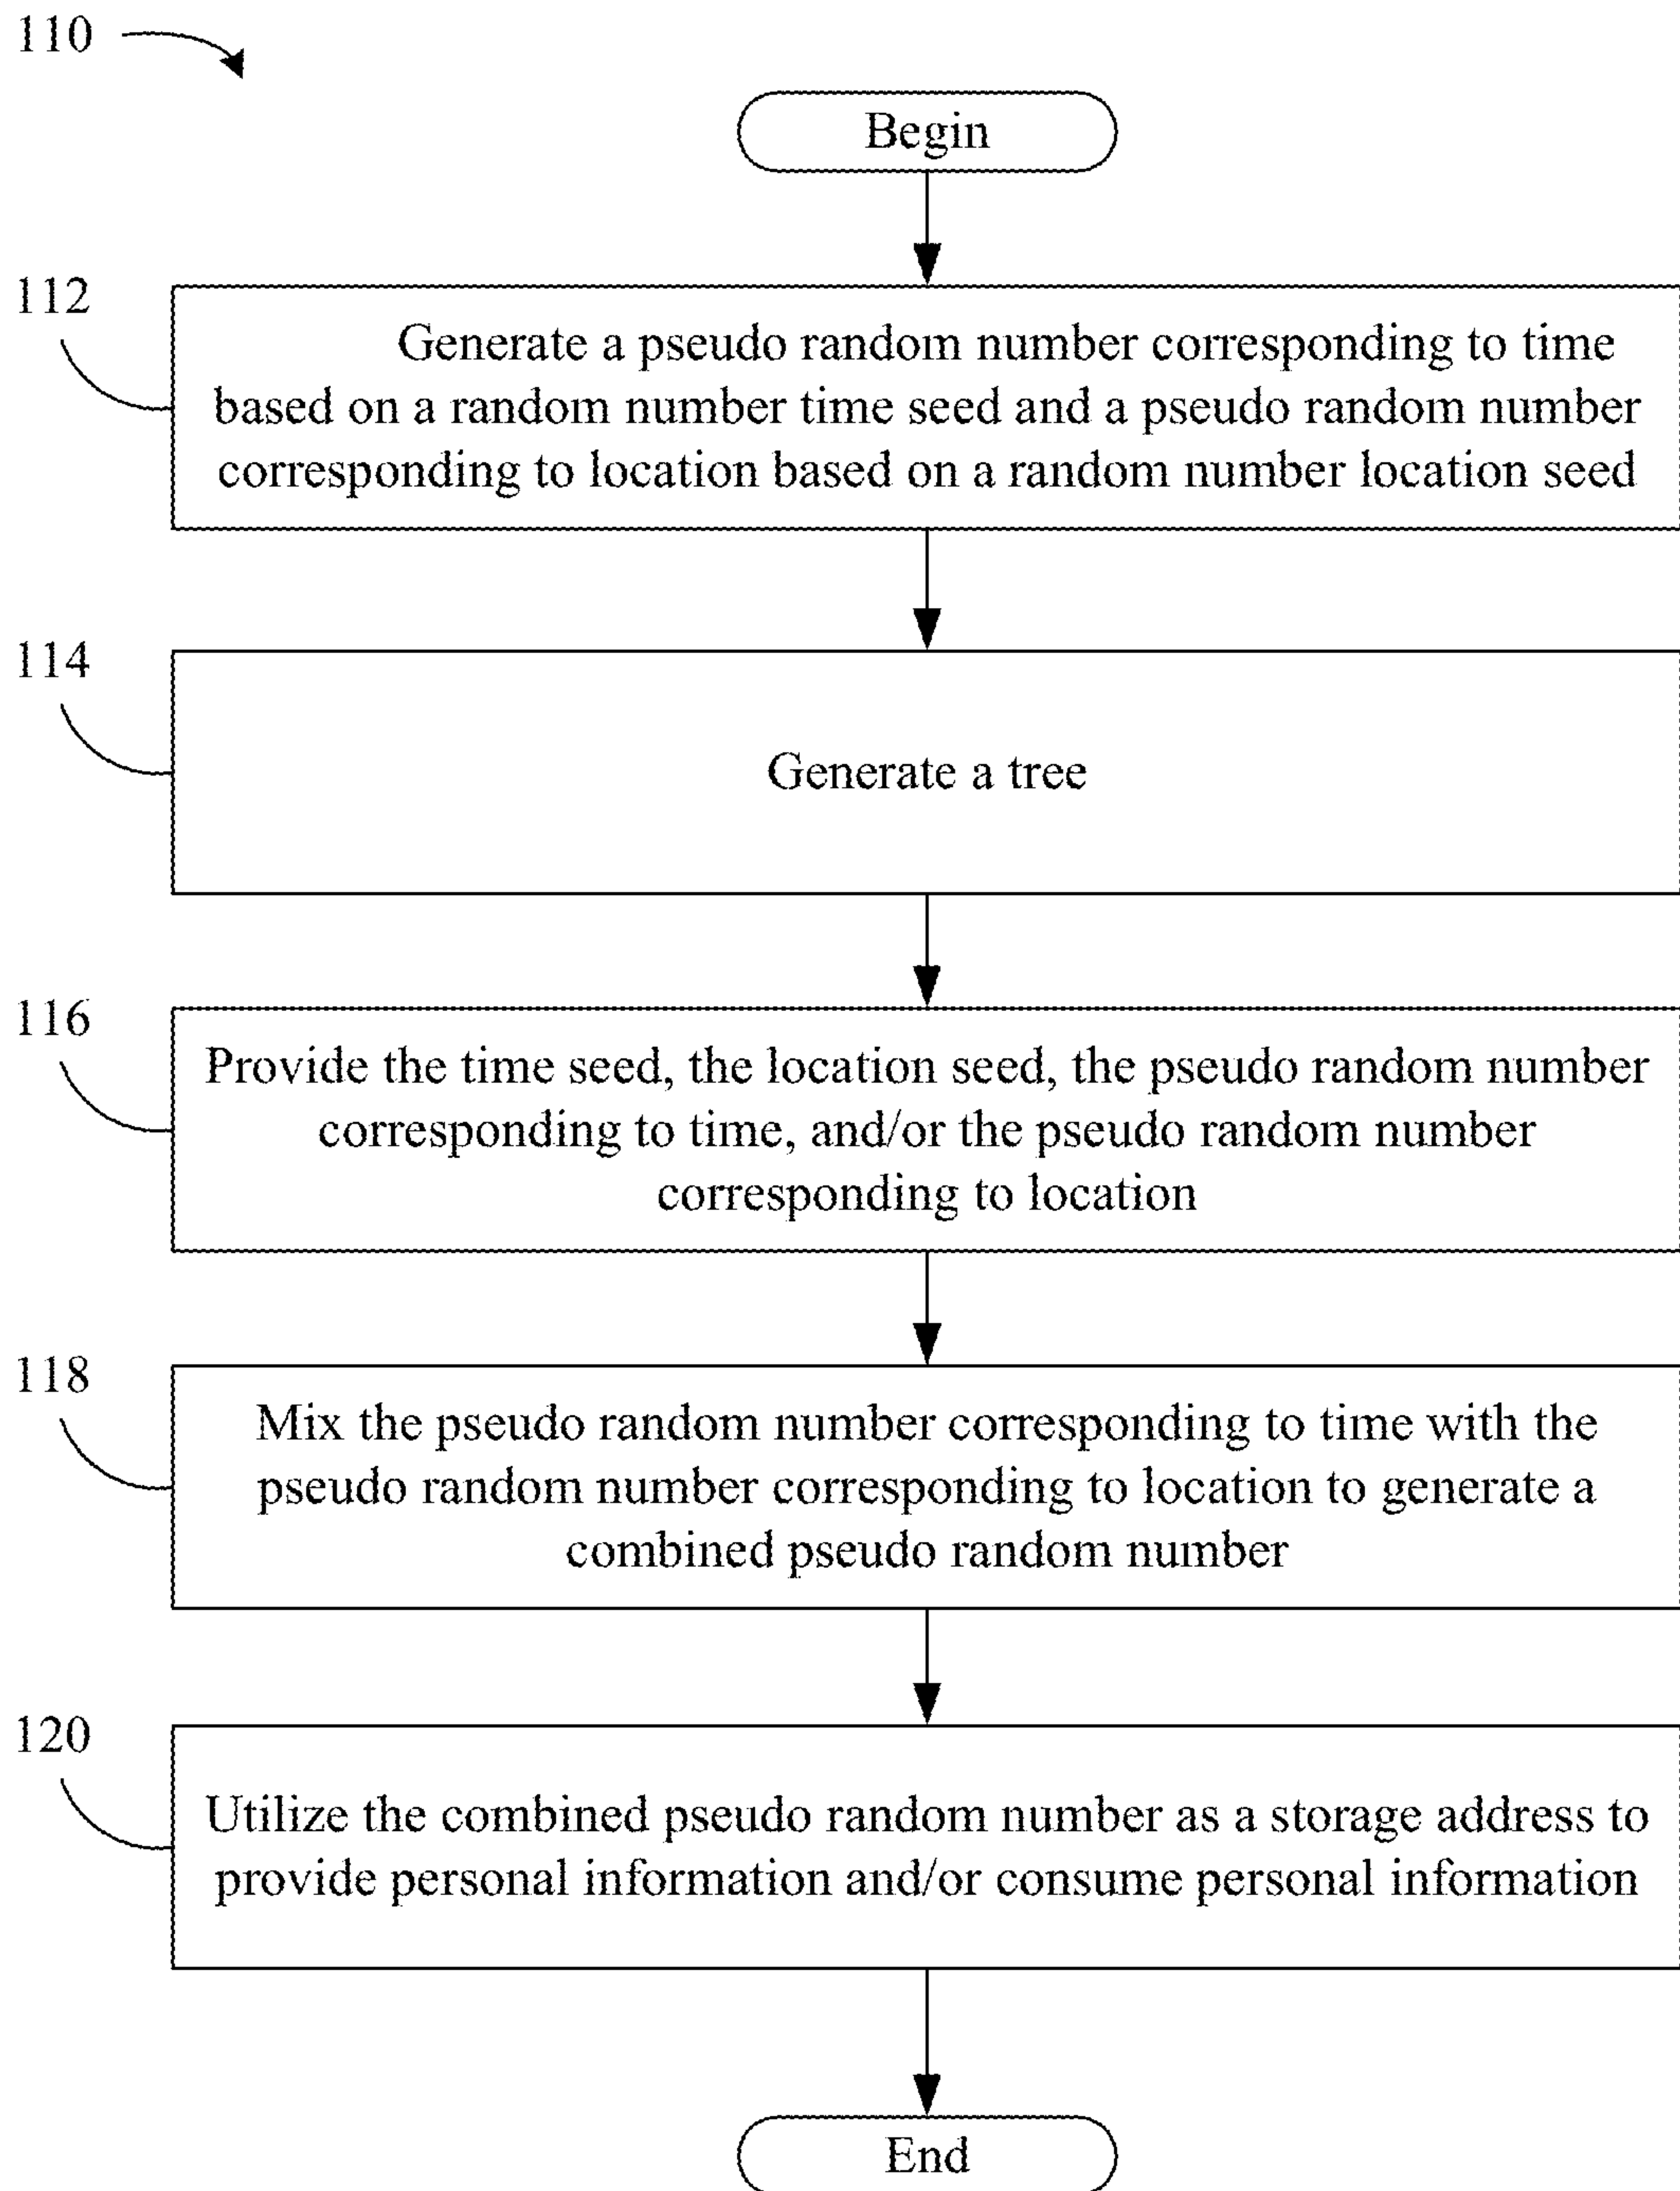 110
Begin
112
Generate a pseudo random number corresponding to time
based on a random number time seed and a pseudo random number
corresponding to location based on a random number location seed
114
Generate a tree
116
Provide the time seed, the location seed, the pseudo random number
corresponding to time, and/or the pseudo random number
corresponding to location
118
Mix the pseudo random number corresponding to time with the
pseudo random number corresponding to location to generate a
combined pseudo random number
120
Utilize the combined pseudo random number as a storage address to
provide personal information and/or consume personal information
End